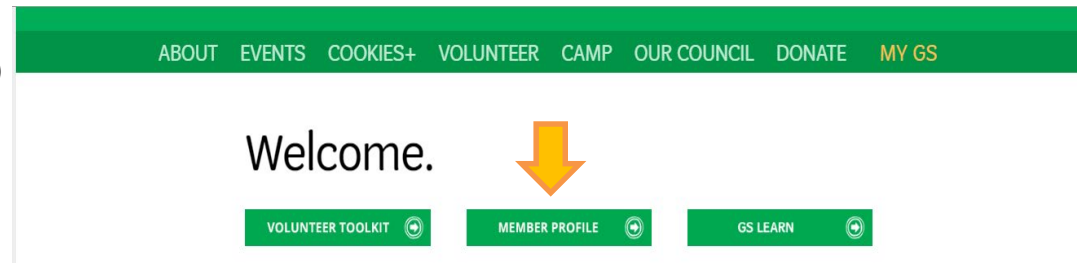 ABOUT EVENTS COOKIES+ VOLUNTEER CAMP OUR COUNCIL DONATE MY GS
Welcome.
VOLUNTEER TOOLKIT MEMBER PROFILE GS LEARN